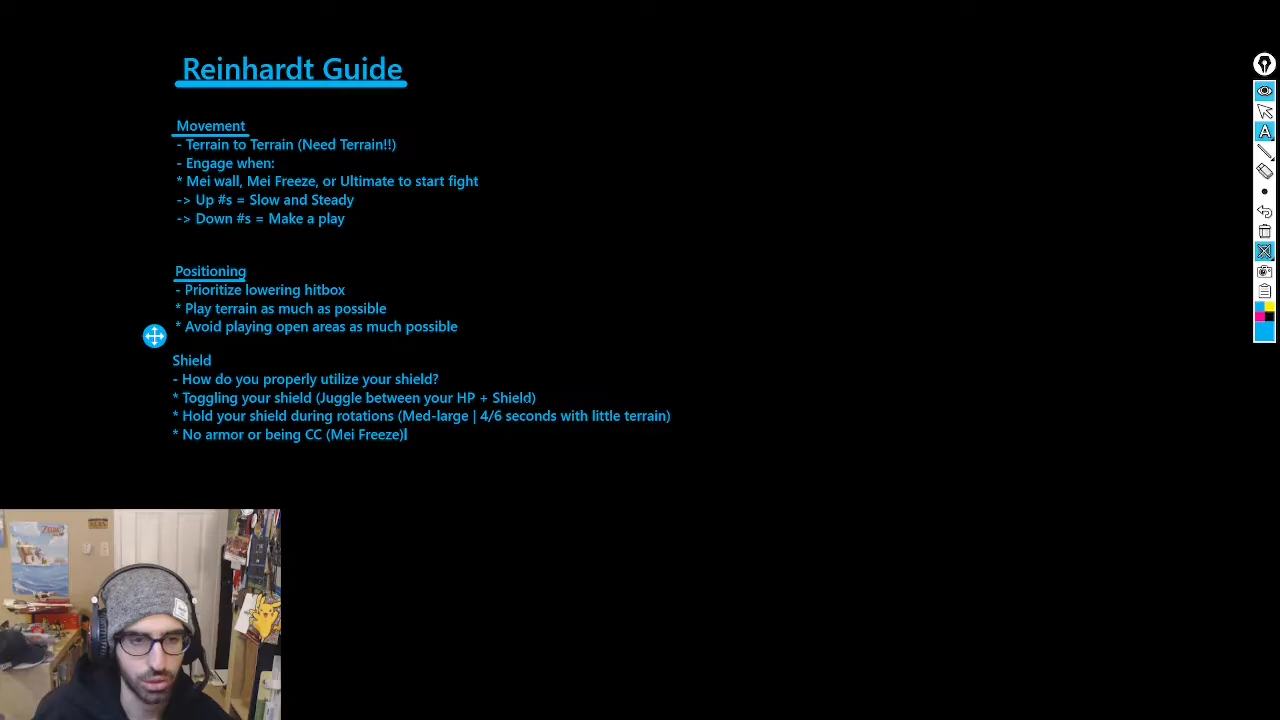 Reinhardt Guide
Movement
- Terrain to Terrain (Need Terrain!!)
- Engage when:
* Mei wall, Mei Freeze, or Ultimate to start fight
-> Up #s = Slow and Steady
-> Down #s = Make a play
Positioning
- Prioritize lowering hitbox
* Play terrain as much as possible
* Avoid playing open areas as much possible
Shield
- How do you properly utilize your shield?
* Toggling your shield (Juggle between your HP + Shield)
* Hold your shield during rotations (Med-large | 4/6 seconds with little terrain)
* No armor or being CC (Mei Freeze)